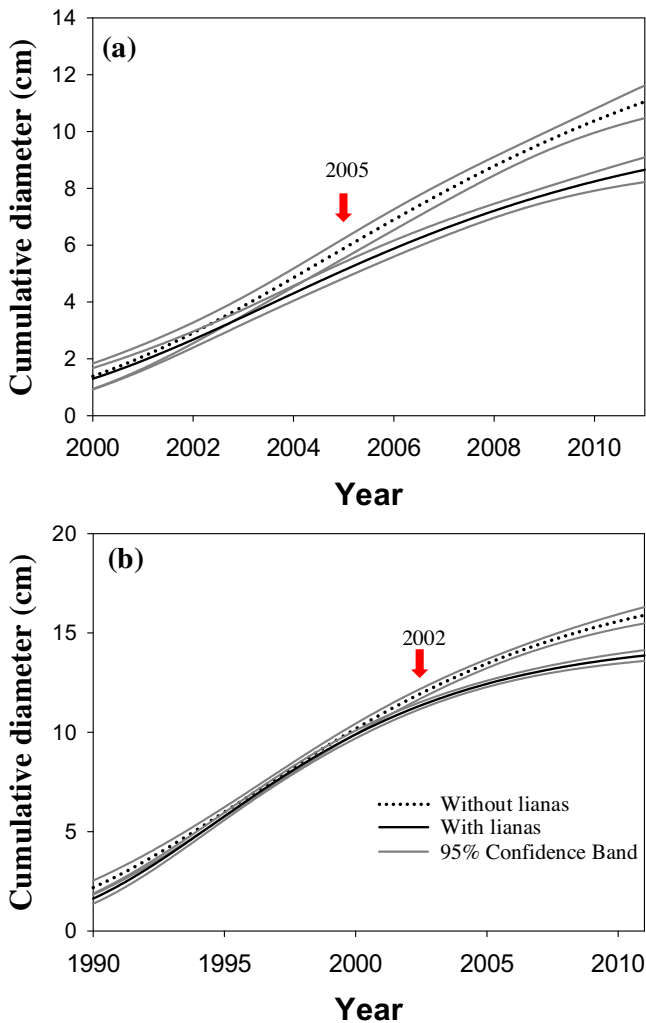 (a)
Cumulative diameter (cm)
14
12
10
8
6
4
2
0
2005
2000 2002 2004 2006 2008 2010
Year
(b)
Cumulative diameter (cm)
20
15
10
5
0
2002
Without lianas
With lianas
95% Confidence Band
1990 1995 2000 2005 2010
Year